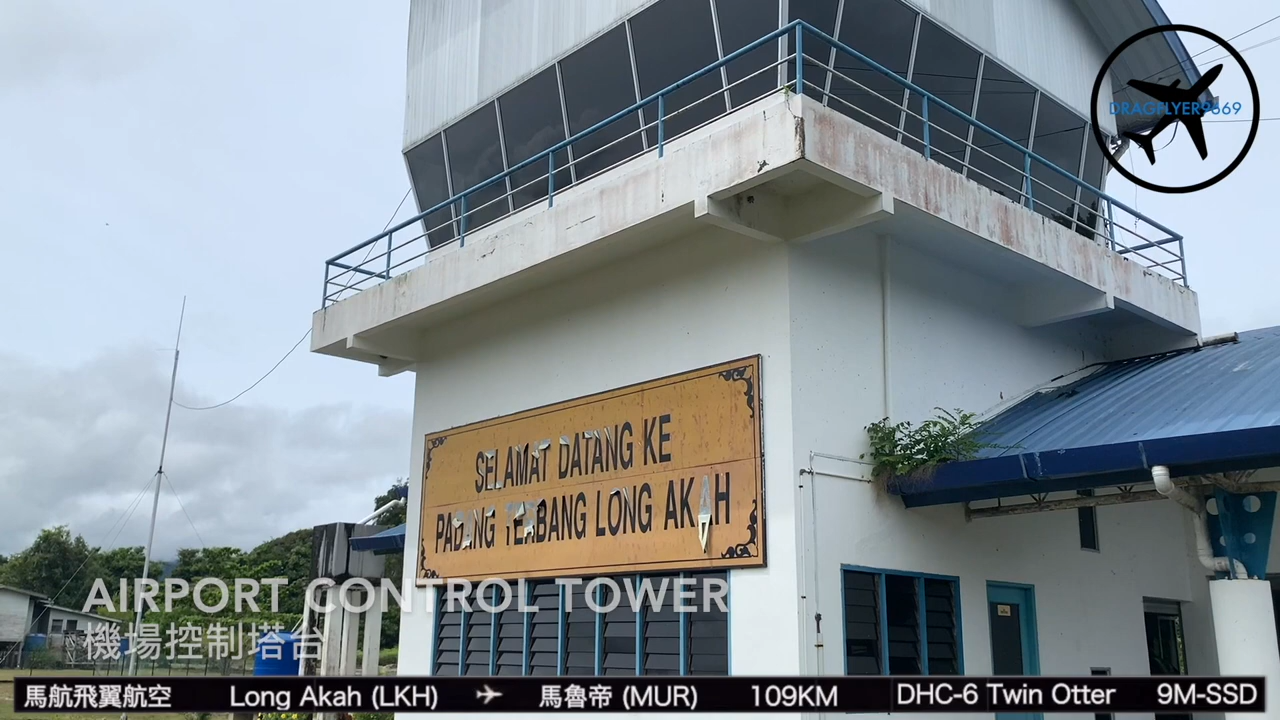 DRAGFLYER9669
SELAMAT DATANG KE
PADANG TERBANG LONG AKAH
AIRPORT CONTROL TOWER
機場控制塔台
馬航飛翼航空 Long Akah (LKH) ✈ 馬魯帝 (MUR) 109KM DHC-6 Twin Otter 9M-SSD